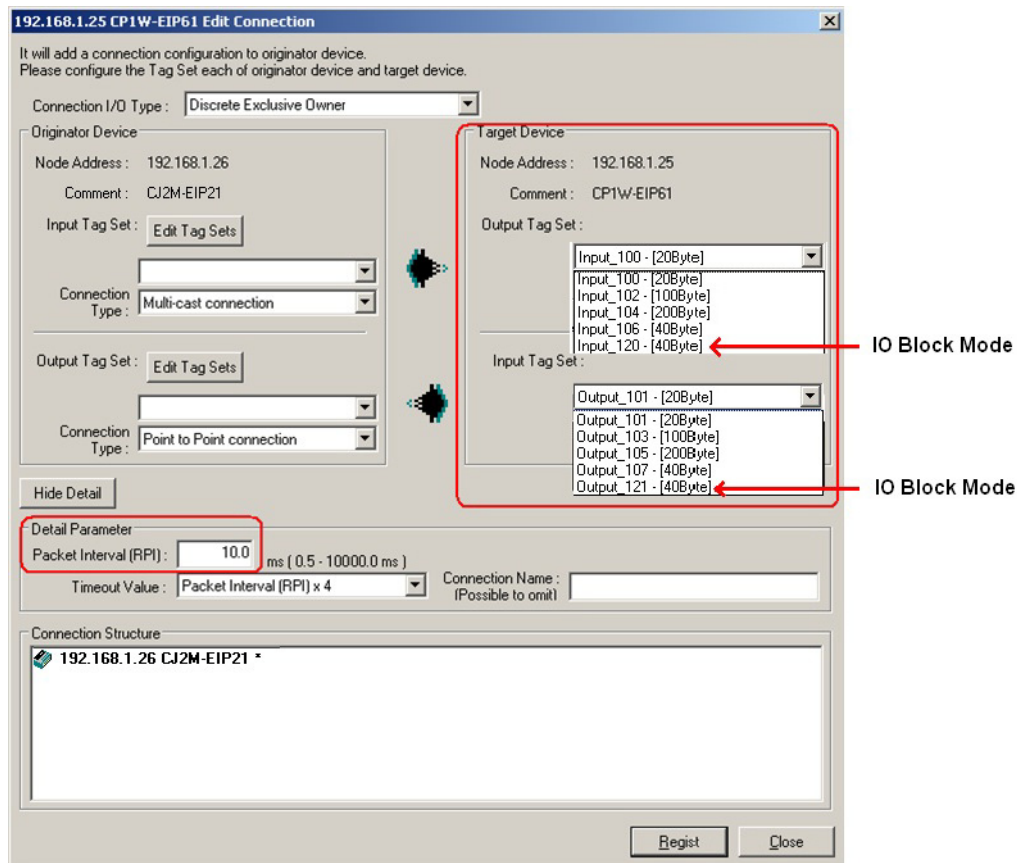 192.168.1.25 CP1W-EIP61 Edit Connection
It will add a connection configuration to originator device.
Please configure the Tag Set each of originator device and target device.
Connection I/O Type : Discrete Exclusive Owner
Originator Device
Node Address : 192.168.1.26
Comment : CJ2M-EIP21
Input Tag Set : Edit Tag Sets
Connection Type : Multi-cast connection
Output Tag Set : Edit Tag Sets
Connection Type : Point to Point connection
Target Device
Node Address : 192.168.1.25
Comment : CP1W-EIP61
Output Tag Set :
Input_100 - [20Byte]
Input_100 - [20Byte]
Input_102 - [100Byte]
Input_104 - [200Byte]
Input_106 - [40Byte]
Input_120 - [40Byte]
IO Block Mode
Input Tag Set :
Output_101 - [20Byte]
Output_101 - [20Byte]
Output_103 - [100Byte]
Output_105 - [200Byte]
Output_107 - [40Byte]
Output_121 - [40Byte]
IO Block Mode
Hide Detail
Detail Parameter
Packet Interval (RPI) : 10.0 ms ( 0.5 - 10000.0 ms )
Timeout Value : Packet Interval (RPI) x 4
Connection Name :
(Possible to omit)
Connection Structure
192.168.1.26 CJ2M-EIP21 *
Regist
Close